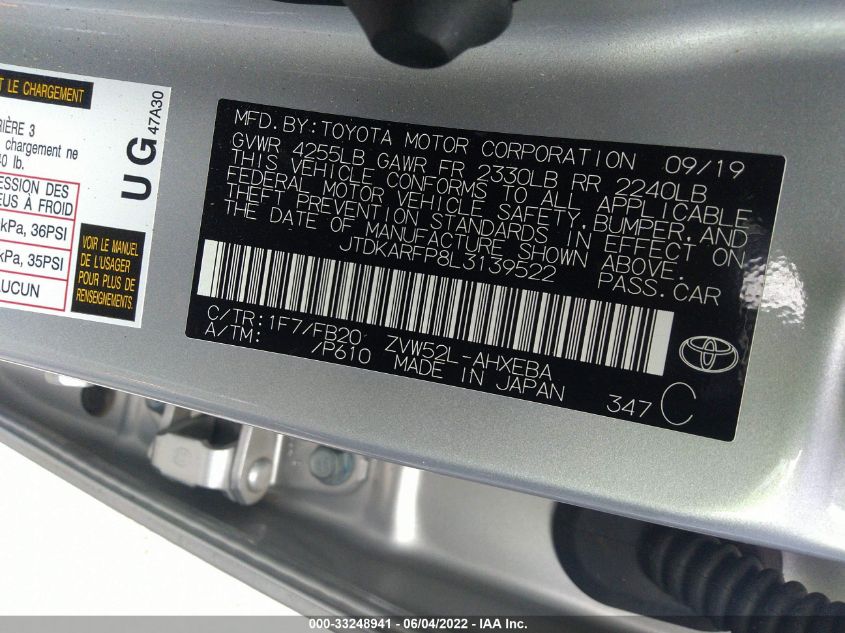 T LE CHARGEMENT
RIÈRE 3
chargement ne
0 lb.
ESSION DES
EUS À FROID
kPa, 36PSI
kPa, 35PSI
AUCUN
VOIR LE MANUEL
DE L'USAGER
POUR PLUS DE
RENSEIGNEMENTS
UG
47A30
MFD. BY: TOYOTA MOTOR CORPORATION 09/19
GVWR 4255LB GAWR FR 2330LB RR 2240LB
THIS VEHICLE CONFORMS TO ALL APPLICABLE
FEDERAL MOTOR VEHICLE SAFETY, BUMPER, AND
THEFT PREVENTION STANDARDS IN EFFECT ON
THE DATE OF MANUFACTURE SHOWN ABOVE.
JTDKARFP8L3139522 PASS. CAR
C/TR: 1F7/FB20 ZVW52L-AHXEBA
A/TM: /P610 MADE IN JAPAN
347 C
000-33248941 - 06/04/2022 - IAA Inc.